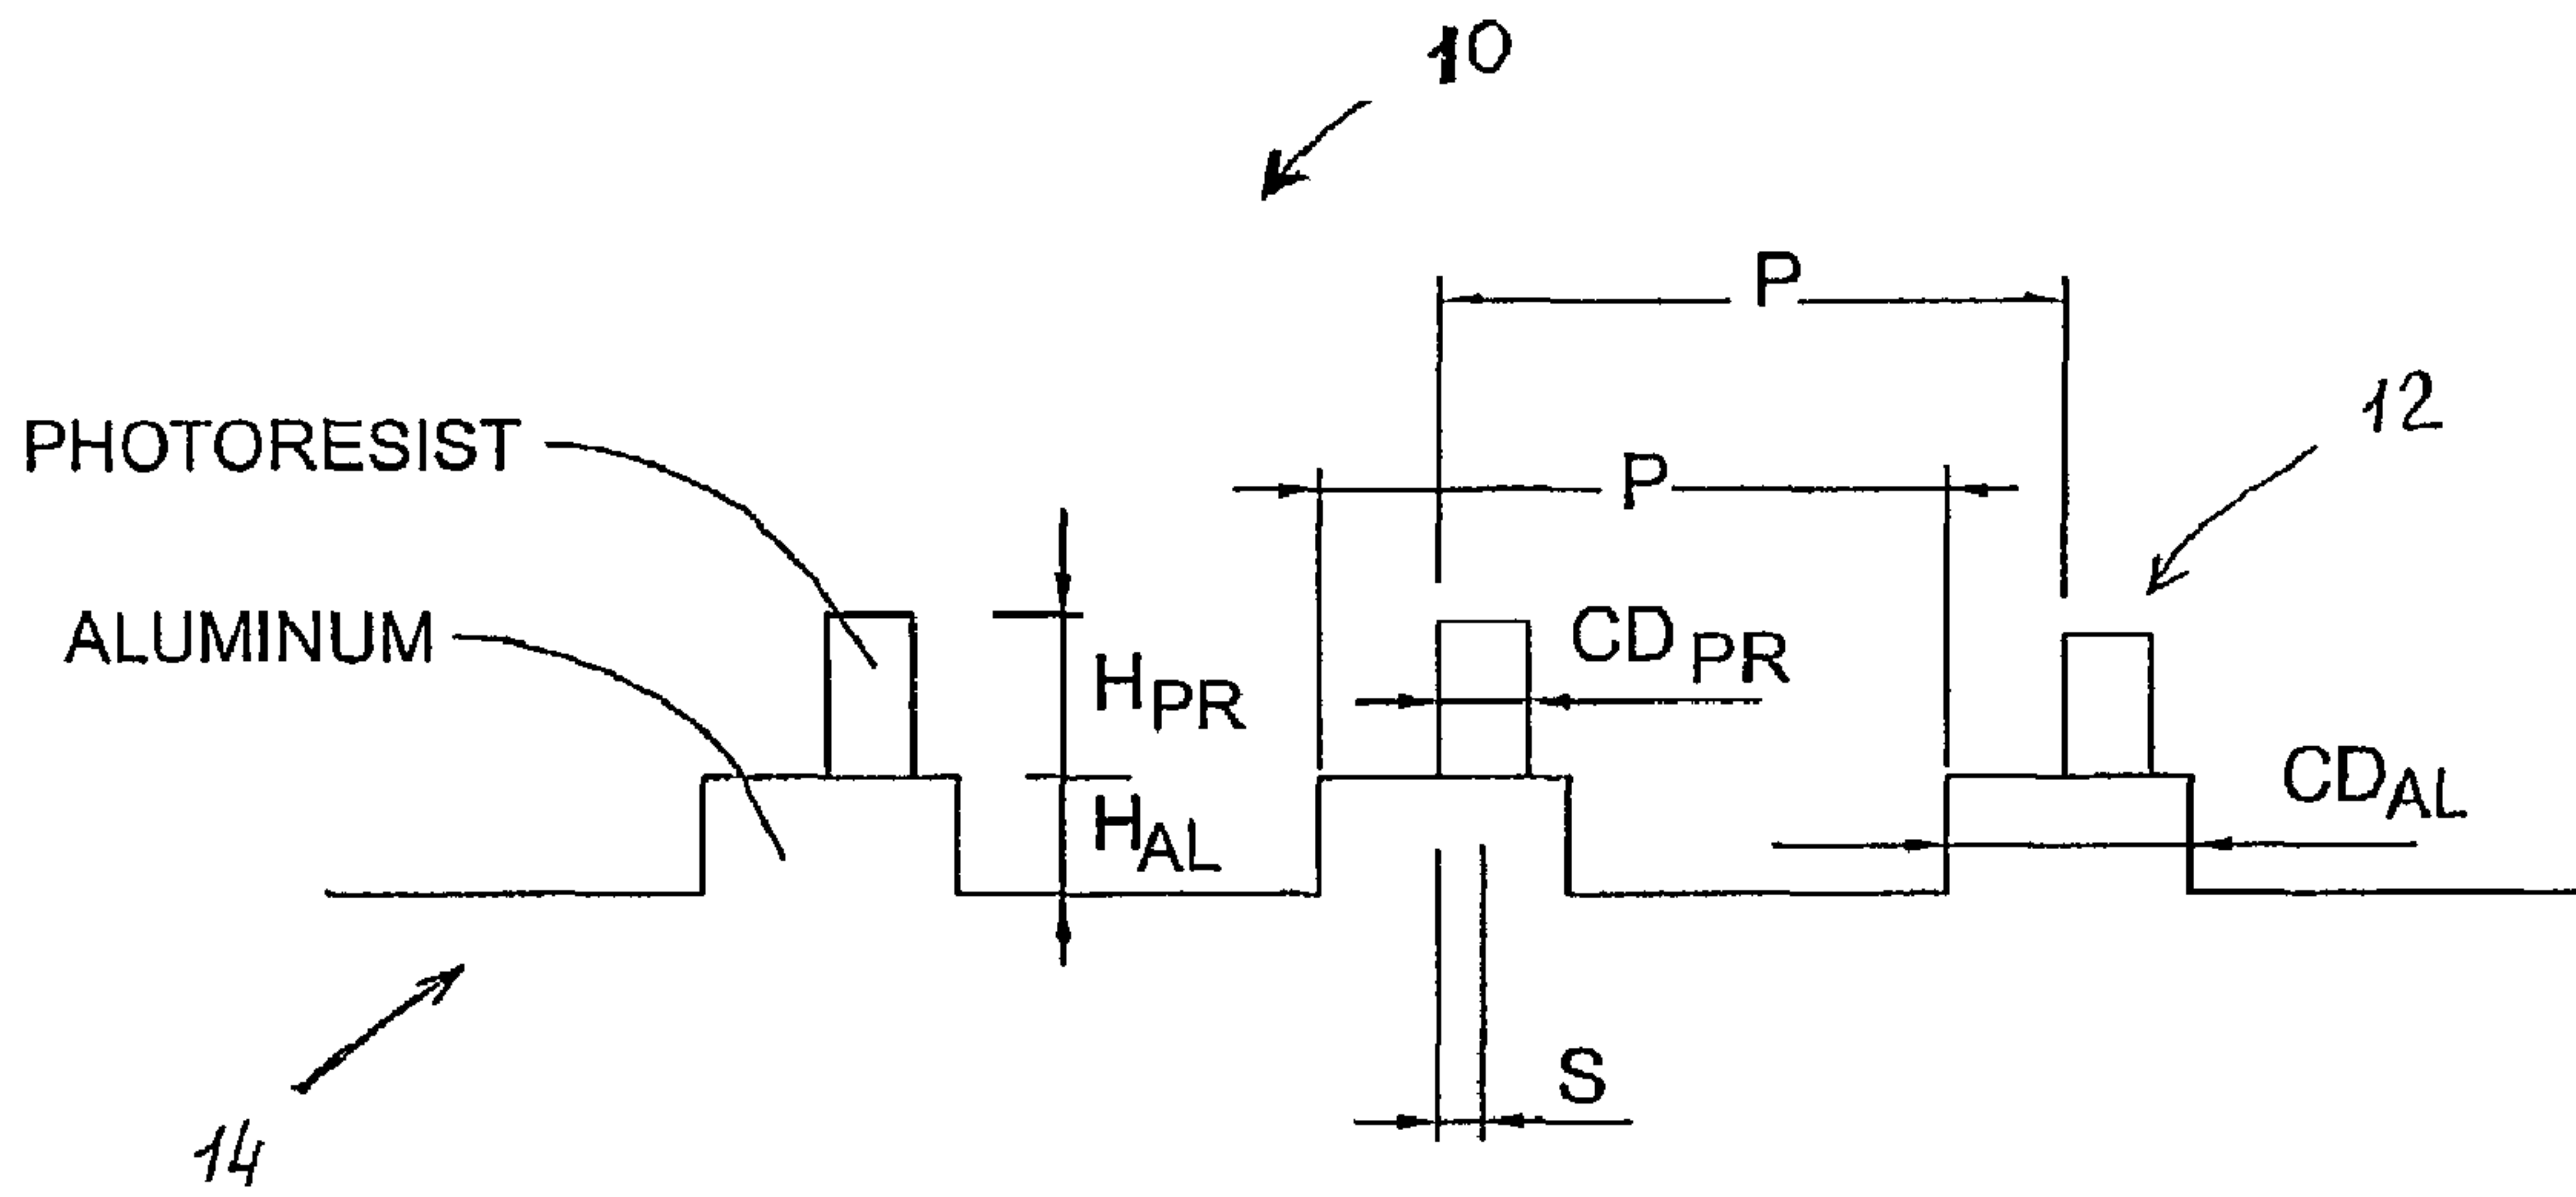 10
P
12
PHOTORESIST
P
ALUMINUM
CD PR
H PR
CD AL
H AL
S
14